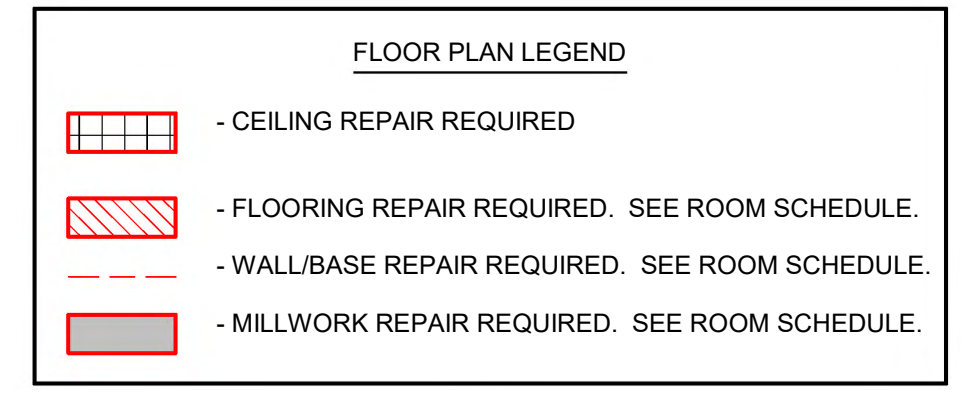 FLOOR PLAN LEGEND
- CEILING REPAIR REQUIRED
- FLOORING REPAIR REQUIRED. SEE ROOM SCHEDULE.
- WALL/BASE REPAIR REQUIRED. SEE ROOM SCHEDULE.
- MILLWORK REPAIR REQUIRED. SEE ROOM SCHEDULE.